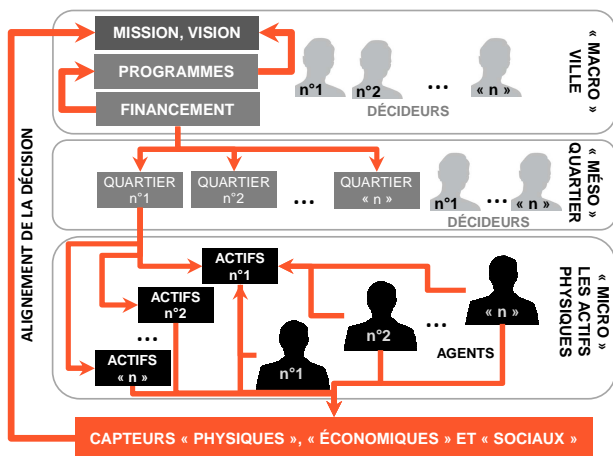 MISSION, VISION
PROGRAMMES
FINANCEMENT
n°1
n°2
...
« n »
DÉCIDEURS
« MACRO »
VILLE
QUARTIER
n°1
QUARTIER
n°2
...
QUARTIER
« n »
n°1
...
« n »
DÉCIDEURS
« MÉSO »
QUARTIER
ACTIFS
n°1
ACTIFS
n°2
...
ACTIFS
« n »
n°1
n°2
...
« n »
AGENTS
« MICRO »
LES ACTIFS
PHYSIQUES
ALIGNEMENT DE LA DÉCISION
CAPTEURS « PHYSIQUES », « ÉCONOMIQUES » ET « SOCIAUX »